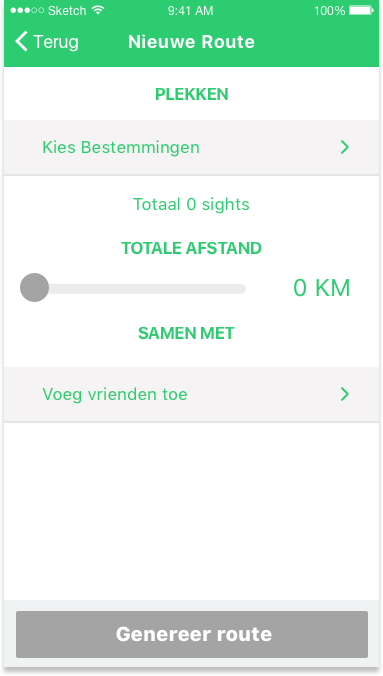 Sketch 9:41 AM 100%
Terug Nieuwe Route
PLEKKEN
Kies Bestemmingen
Totaal 0 sights
TOTALE AFSTAND
0 KM
SAMEN MET
Voeg vrienden toe
Genereer route